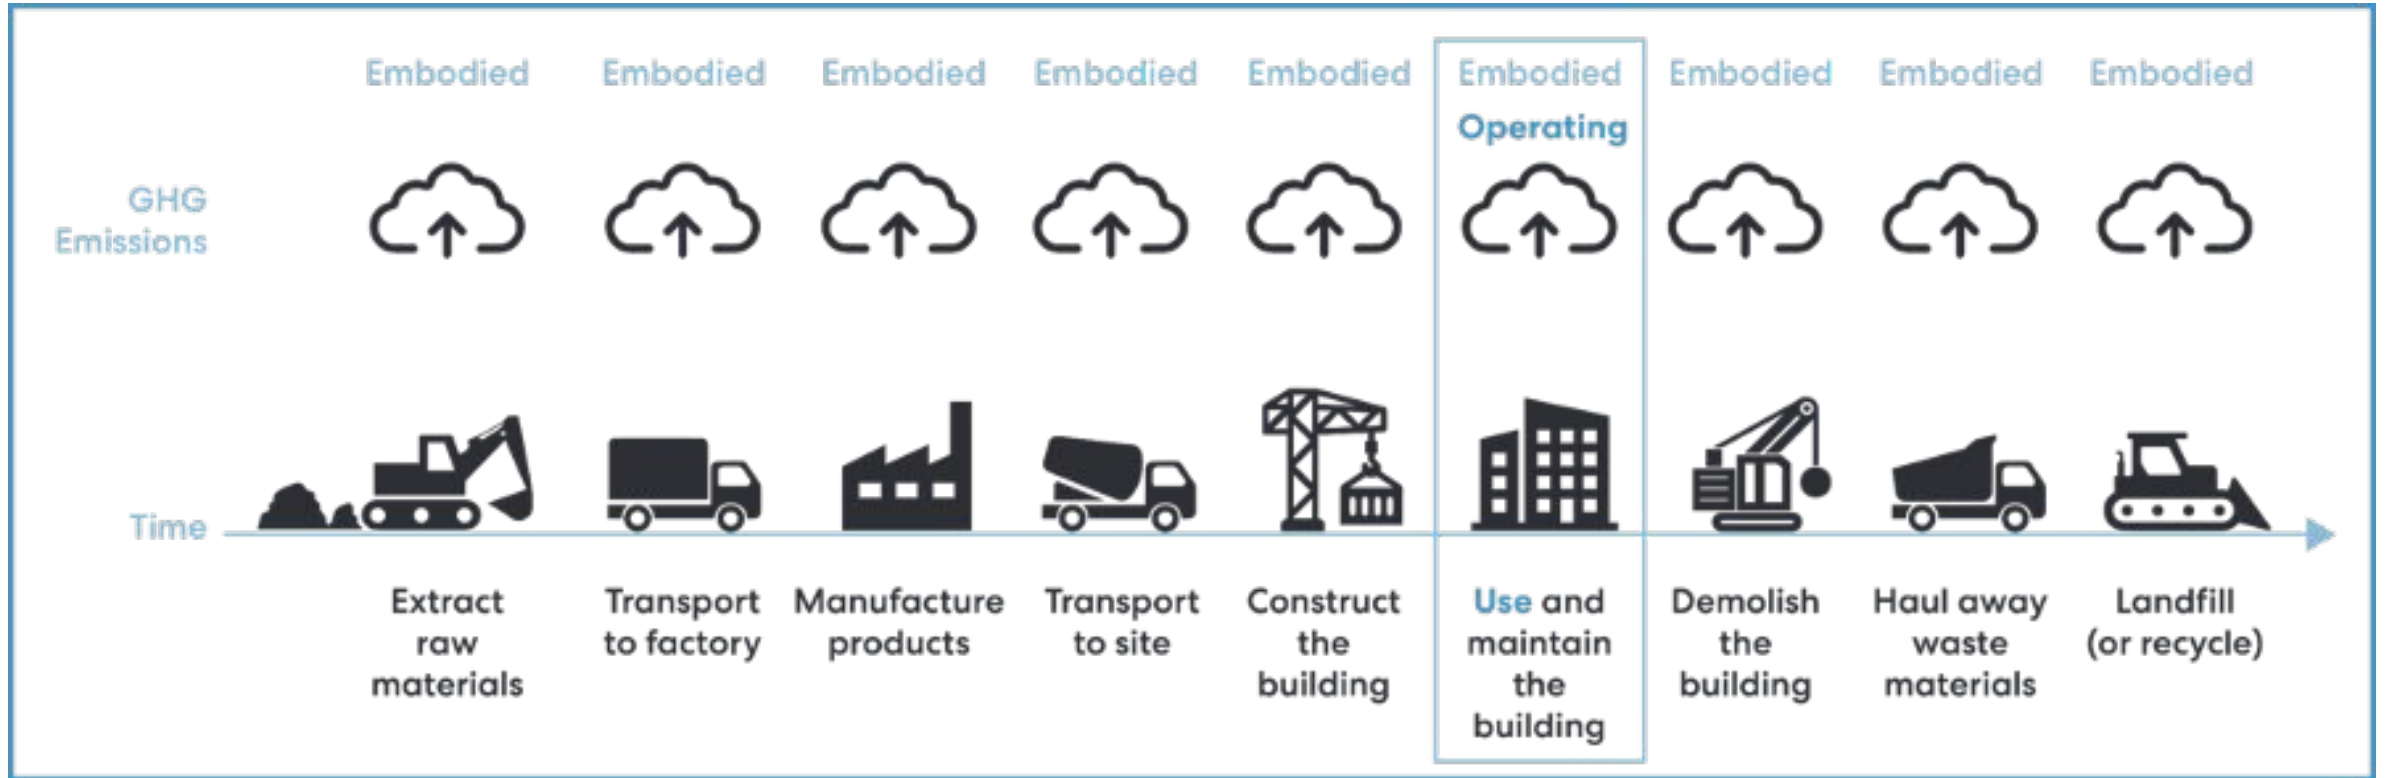 Embodied Embodied Embodied Embodied Embodied Embodied Embodied Embodied Embodied
Operating
GHG
Emissions
Time
Extract
raw
materials
Transport
to factory
Manufacture
products
Transport
to site
Construct
the
building
Use and
maintain
the
building
Demolish
the
building
Haul away
waste
materials
Landfill
(or recycle)